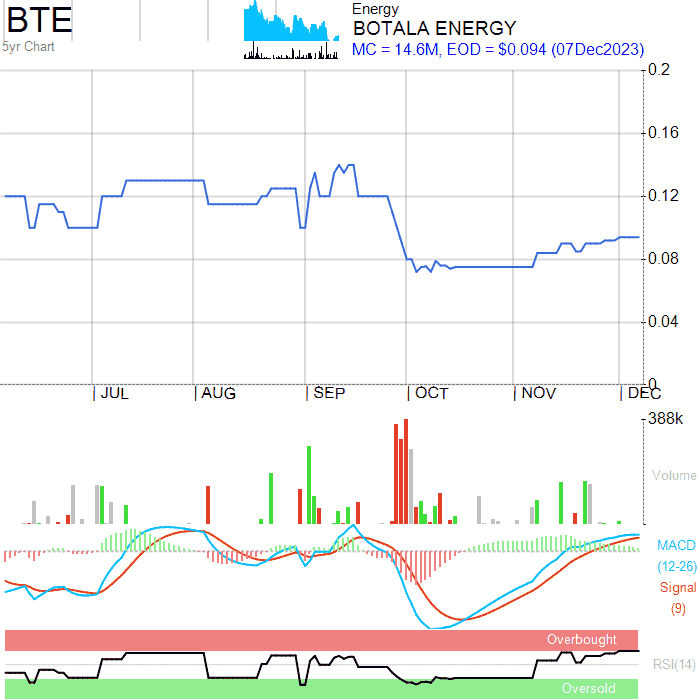 BTE
5yr Chart
Energy
BOTALA ENERGY
MC = 14.6M, EOD = $0.094 (07Dec2023)
0.2
0.16
0.12
0.08
0.04
0
JUL AUG SEP OCT NOV DEC
388k
Volume
MACD
(12-26)
Signal
(9)
Overbought
RSI(14)
Oversold